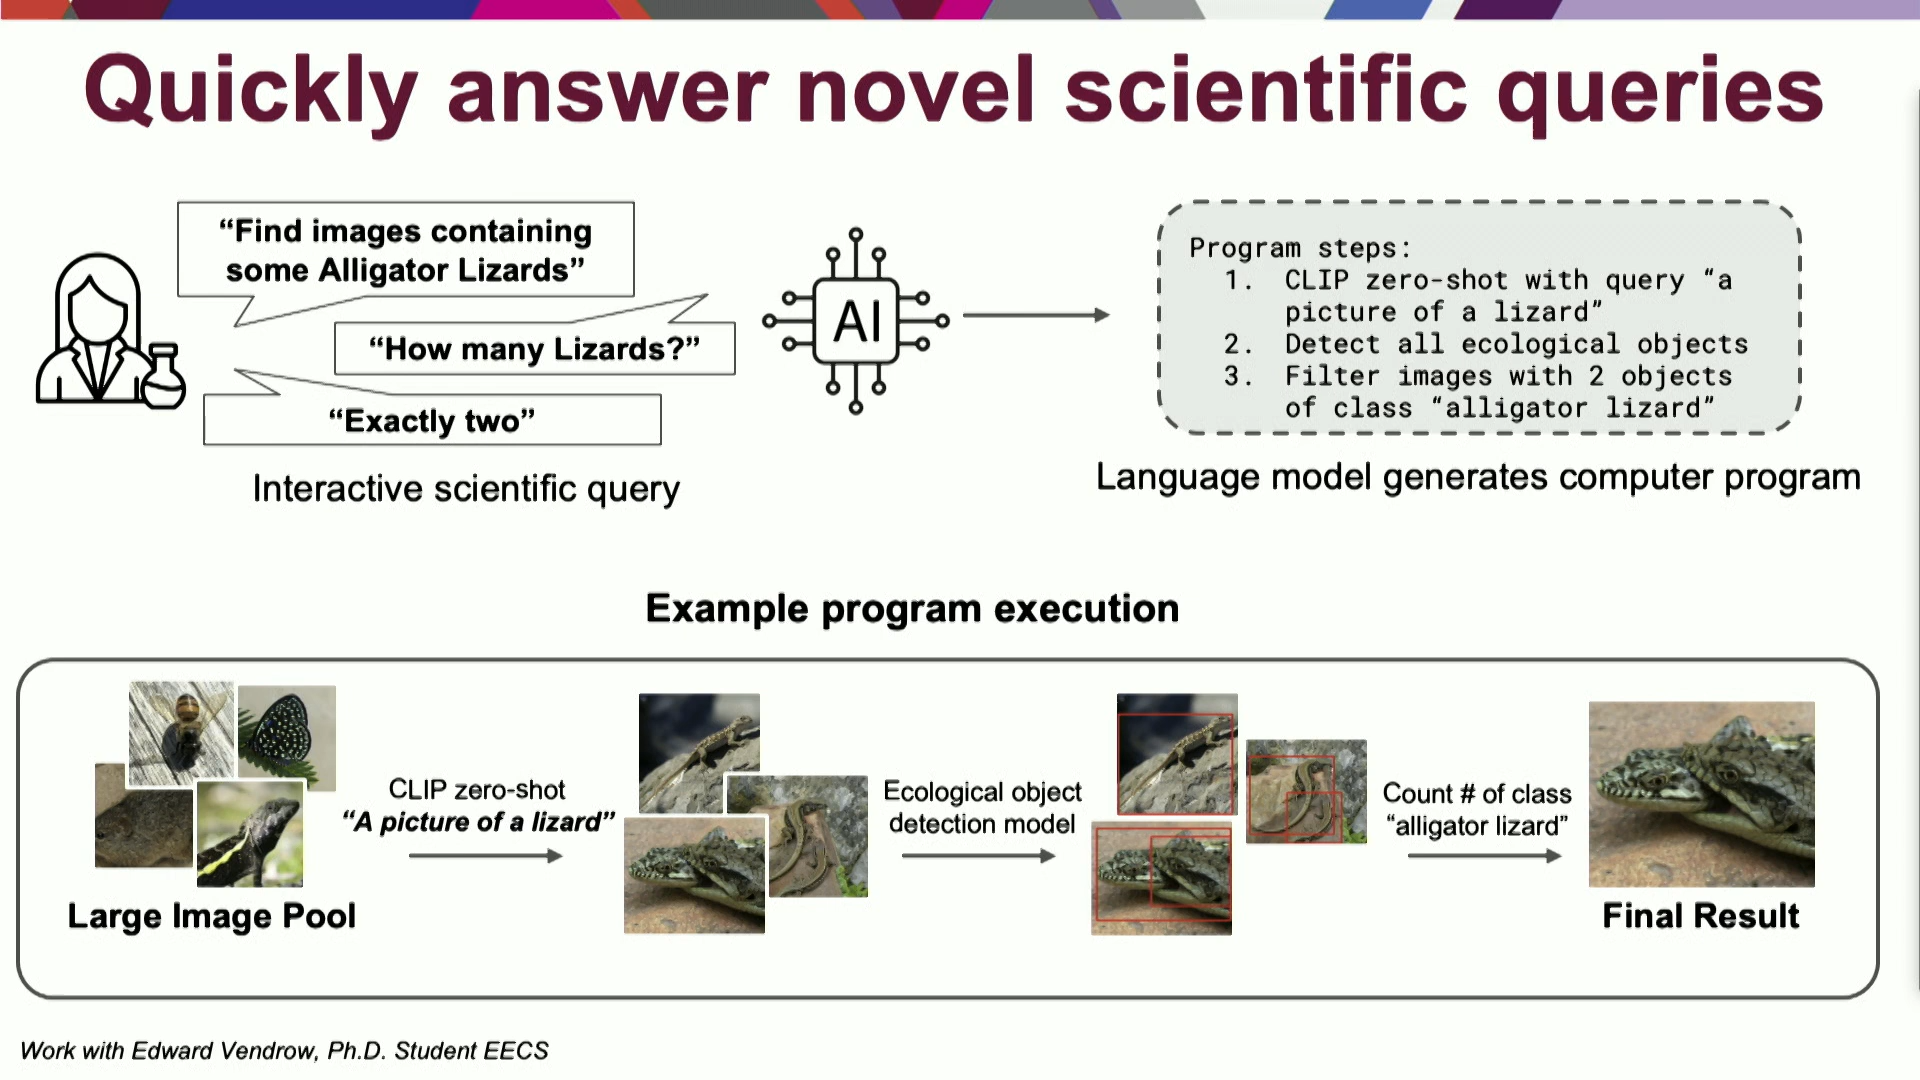 Quickly answer novel scientific queries
“Find images containing
some Alligator Lizards”
“How many Lizards?”
“Exactly two”
Interactive scientific query
AI
Program steps:
1. CLIP zero-shot with query “a
picture of a lizard”
2. Detect all ecological objects
3. Filter images with 2 objects
of class “alligator lizard”
Language model generates computer program
Example program execution
Large Image Pool
CLIP zero-shot
“A picture of a lizard”
Ecological object
detection model
Count # of class
“alligator lizard”
Final Result
Work with Edward Vendrow, Ph.D. Student EECS